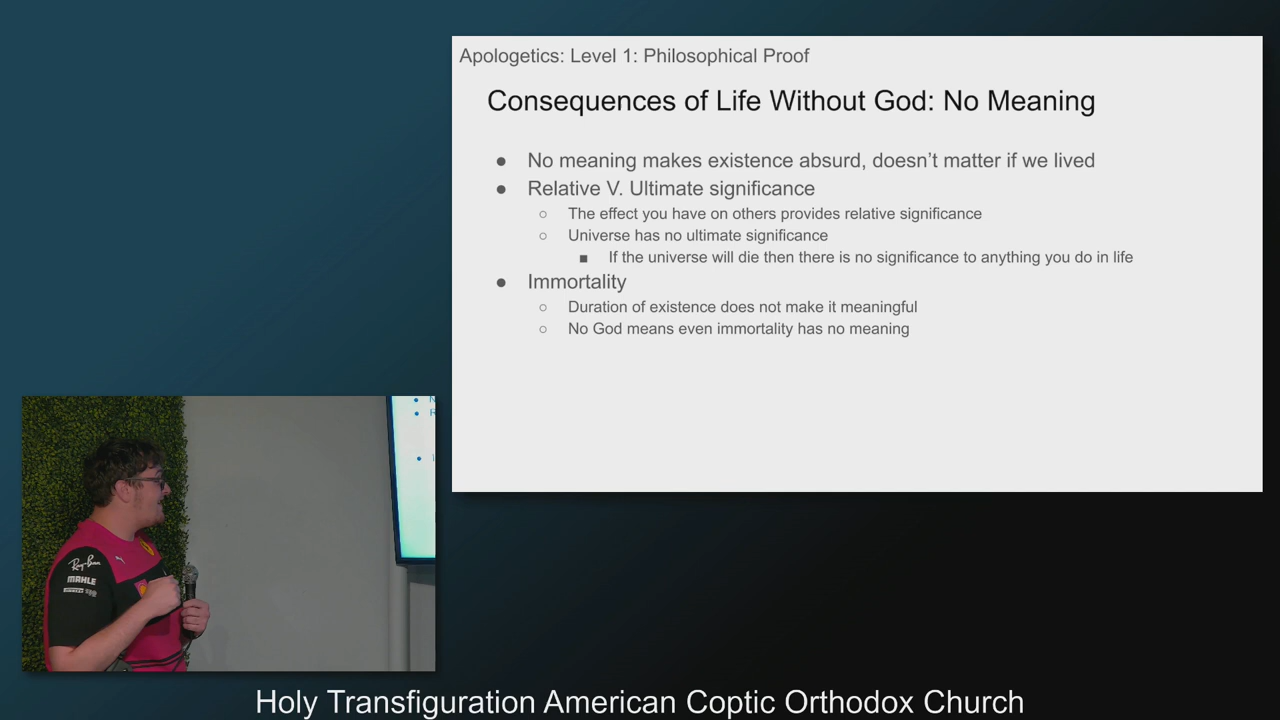 Apologetics: Level 1: Philosophical Proof
Consequences of Life Without God: No Meaning
● No meaning makes existence absurd, doesn’t matter if we lived
● Relative V. Ultimate significance
○ The effect you have on others provides relative significance
○ Universe has no ultimate significance
■ If the universe will die then there is no significance to anything you do in life
● Immortality
○ Duration of existence does not make it meaningful
○ No God means even immortality has no meaning
Ray-Ban
MAHLE
Holy Transfiguration American Coptic Orthodox Church